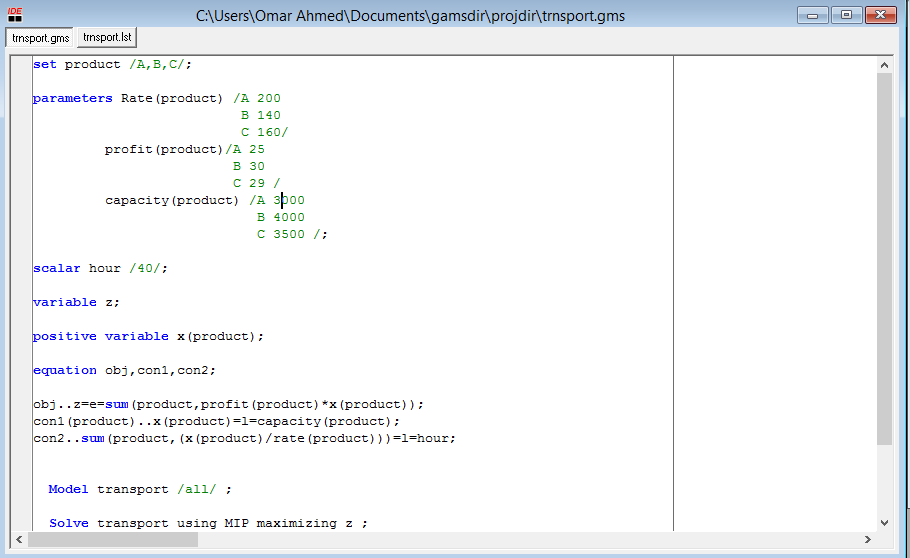 IDE
C:\Users\Omar Ahmed\Documents\gamsdir\projdir\trnsport.gms
trnsport.gms trnsport.lst
set product /A,B,C/;
parameters Rate(product) /A 200
B 140
C 160/
profit(product)/A 25
B 30
C 29 /
capacity(product) /A 3000
B 4000
C 3500 /;
scalar hour /40/;
variable z;
positive variable x(product);
equation obj,con1,con2;
obj..z=e=sum(product,profit(product)*x(product));
con1(product)..x(product)=l=capacity(product);
con2..sum(product,(x(product)/rate(product)))=l=hour;
Model transport /all/ ;
Solve transport using MIP maximizing z ;